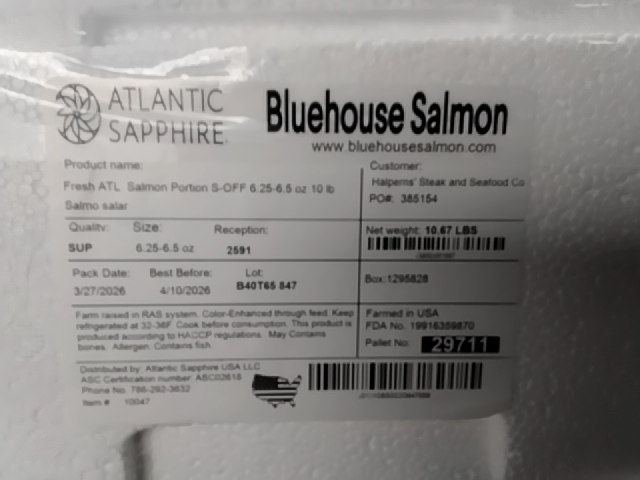 ATLANTIC
SAPPHIRE
Bluehouse Salmon
www.bluehousesalmon.com
Product name:
Fresh ATL Salmon Portion S-OFF 6.25-6.5 oz 10 lb
Salmo salar
Customer:
Halperns' Steak and Seafood Co
PO#: 385154
Quality: Size: Reception:
SUP 6.25-6.5 oz 2591
Net weight: 10.67 LBS
Pack Date: Best Before: Lot:
3/27/2026 4/10/2026 B40T65 847
Box:1295828
Farm raised in RAS system. Color-Enhanced through feed. Keep
refrigerated at 32-36F. Cook before consumption. This product is
produced according to HACCP regulations. May Contains
bones. Allergen: Contains fish.
Farmed in USA
FDA No. 19916359870
Pallet No. 29711
Distributed by: Atlantic Sapphire USA LLC
ASC Certification number: ASC02618
Phone No. 786-292-3632
Item # 10047